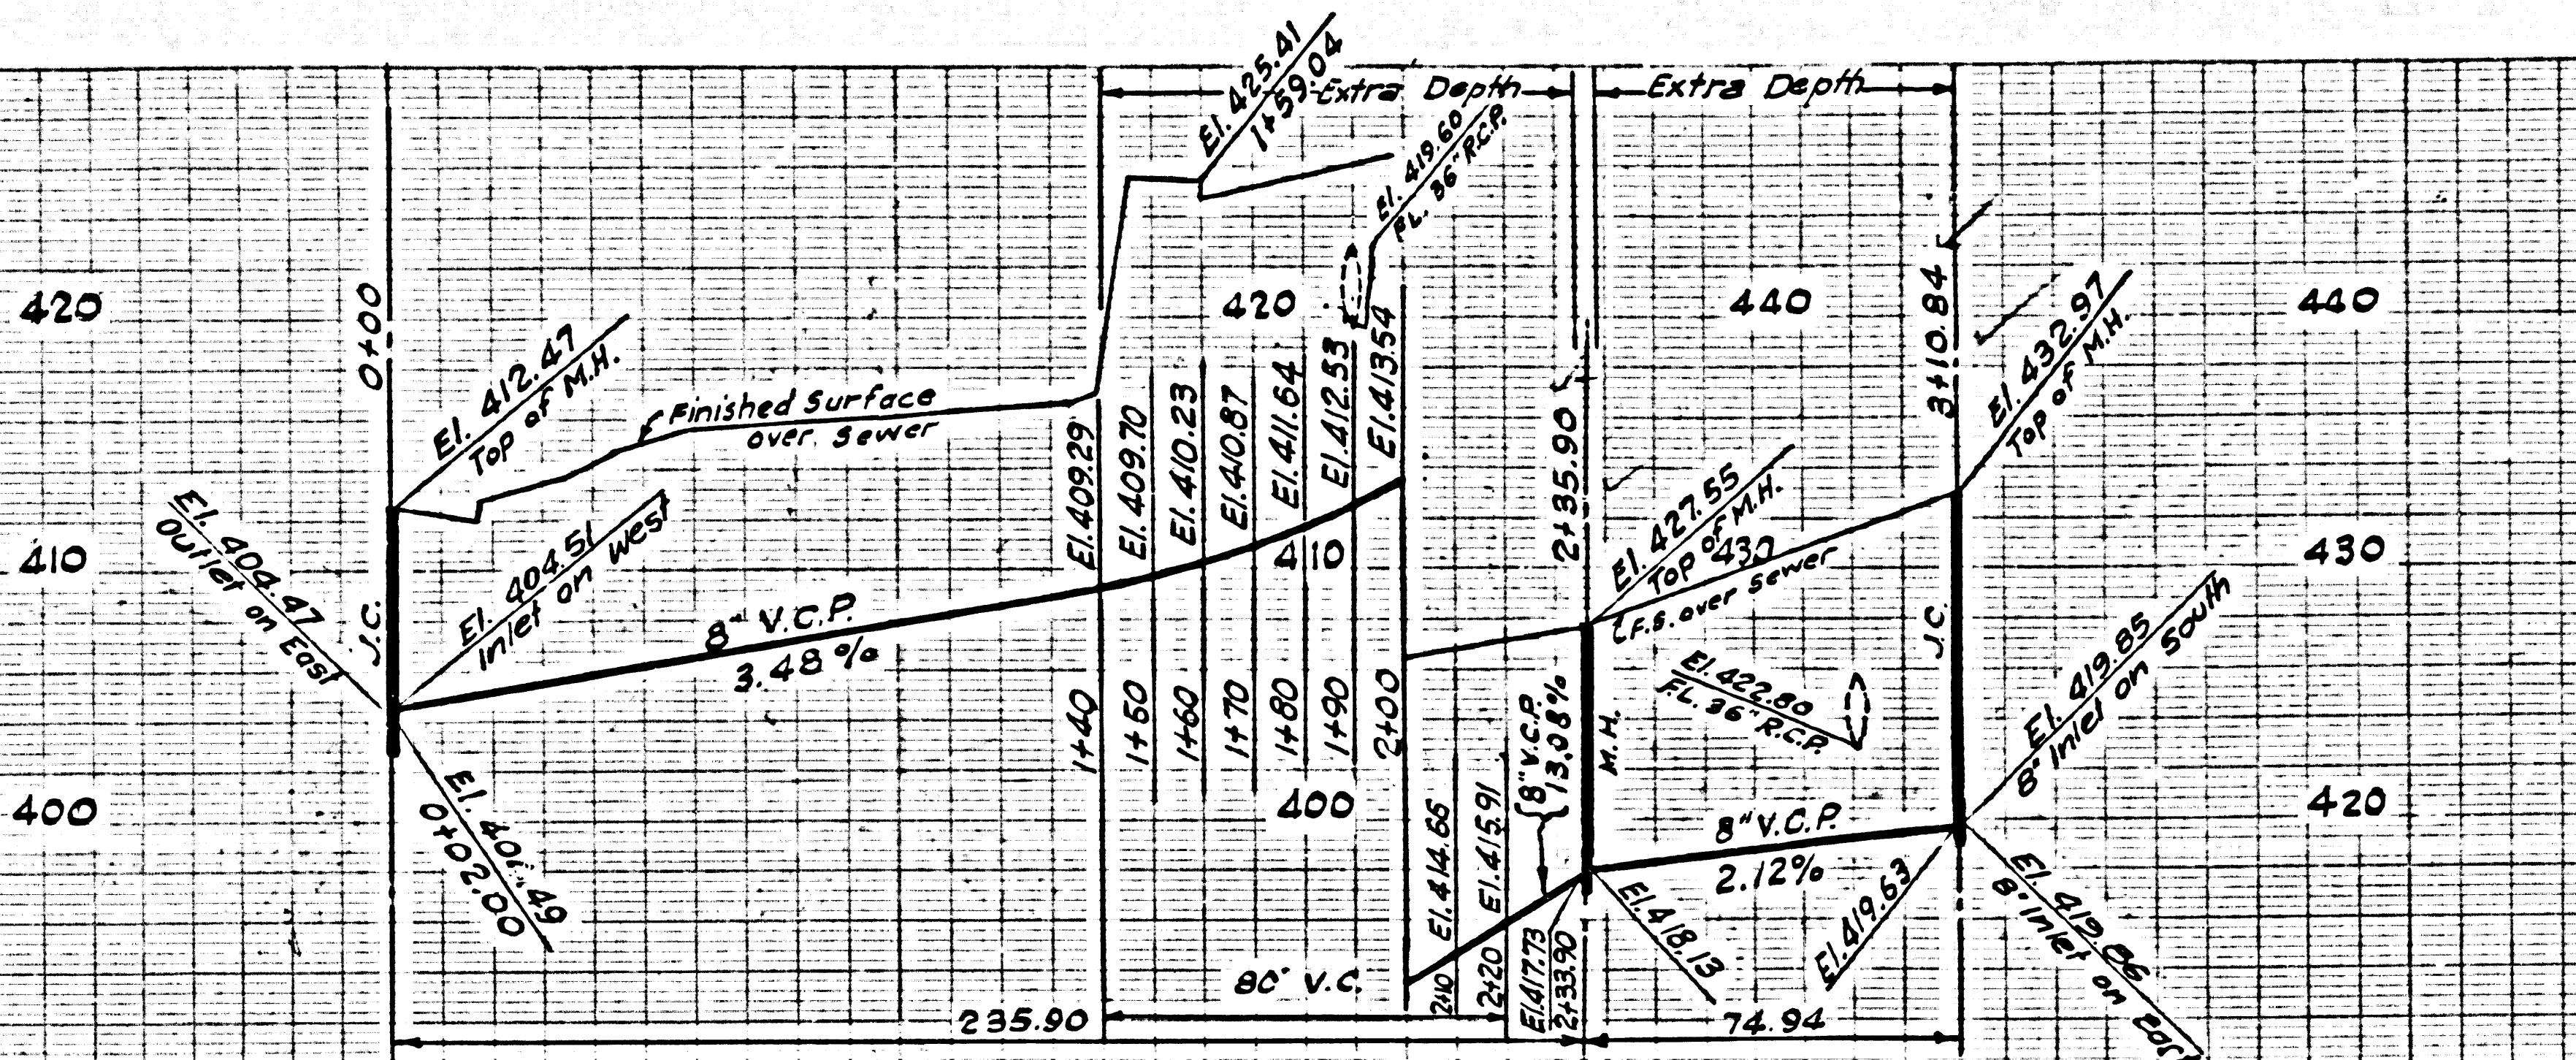 El. 425.41
1+59.04
Extra Depth
Extra Depth
El. 419.60
F.L. 36" R.C.P.
420
0+00
El. 412.47
Top of M.H.
Finished Surface
over Sewer
420
440
3+10.84
El. 432.97
Top of M.H.
440
El. 404.47
Outlet on East
El. 404.51
Inlet on West
410
J.C.
8" V.C.P.
3.48%
El. 409.29
El. 409.70
El. 410.23
El. 410.87
El. 411.64
El. 412.53
El. 413.54
410
2+35.90
El. 427.55
Top of M.H.
430
F.S. over Sewer
430
J.C.
El. 422.80
F.L. 36" R.C.P.
M.H.
El. 419.85
8" Inlet on South
1+40
1+50
1+60
1+70
1+80
1+90
2+00
400
El. 401.49
0+02.00
400
El. 414.66
El. 415.91
8" V.C.P.
13.08%
8" V.C.P.
2.12%
420
El. 418.13
El. 419.63
El. 419.86
8" Inlet on East
80' V.C.
2+10
2+20
El. 417.73
2+33.90
235.90
74.94